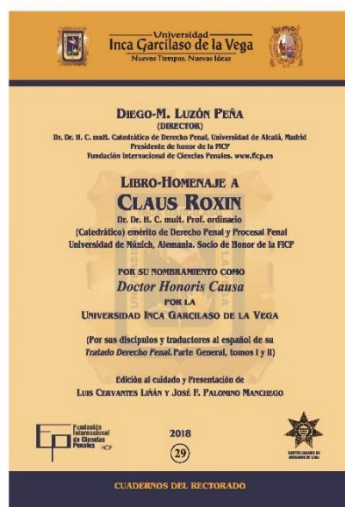 Universidad
Inca Garcilaso de la Vega
Nuevos Tiempos. Nuevas Ideas
DIEGO-M. LUZÓN PEÑA
(DIRECTOR)
Dr. Dr. H. C. mult. Catedrático de Derecho Penal, Universidad de Alcalá, Madrid
Presidente de honor de la FICP
Fundación Internacional de Ciencias Penales. www.ficp.es
LIBRO-HOMENAJE A
CLAUS ROXIN
Dr. Dr. H. C. mult. Prof. ordinario
(Catedrático) emérito de Derecho Penal y Procesal Penal
Universidad de Múnich, Alemania. Socio de Honor de la FICP
POR SU NOMBRAMIENTO COMO
Doctor Honoris Causa
POR LA
UNIVERSIDAD INCA GARCILASO DE LA VEGA
(Por sus discípulos y traductores al español de su
Tratado Derecho Penal. Parte General, tomos I y II)
Edición al cuidado y Presentación de
LUIS CERVANTES LIÑÁN Y JOSÉ F. PALOMINO MANCHEGO
Fundación
Internacional
de Ciencias
Penales
FICP
2018
29
CUADERNOS DEL RECTORADO